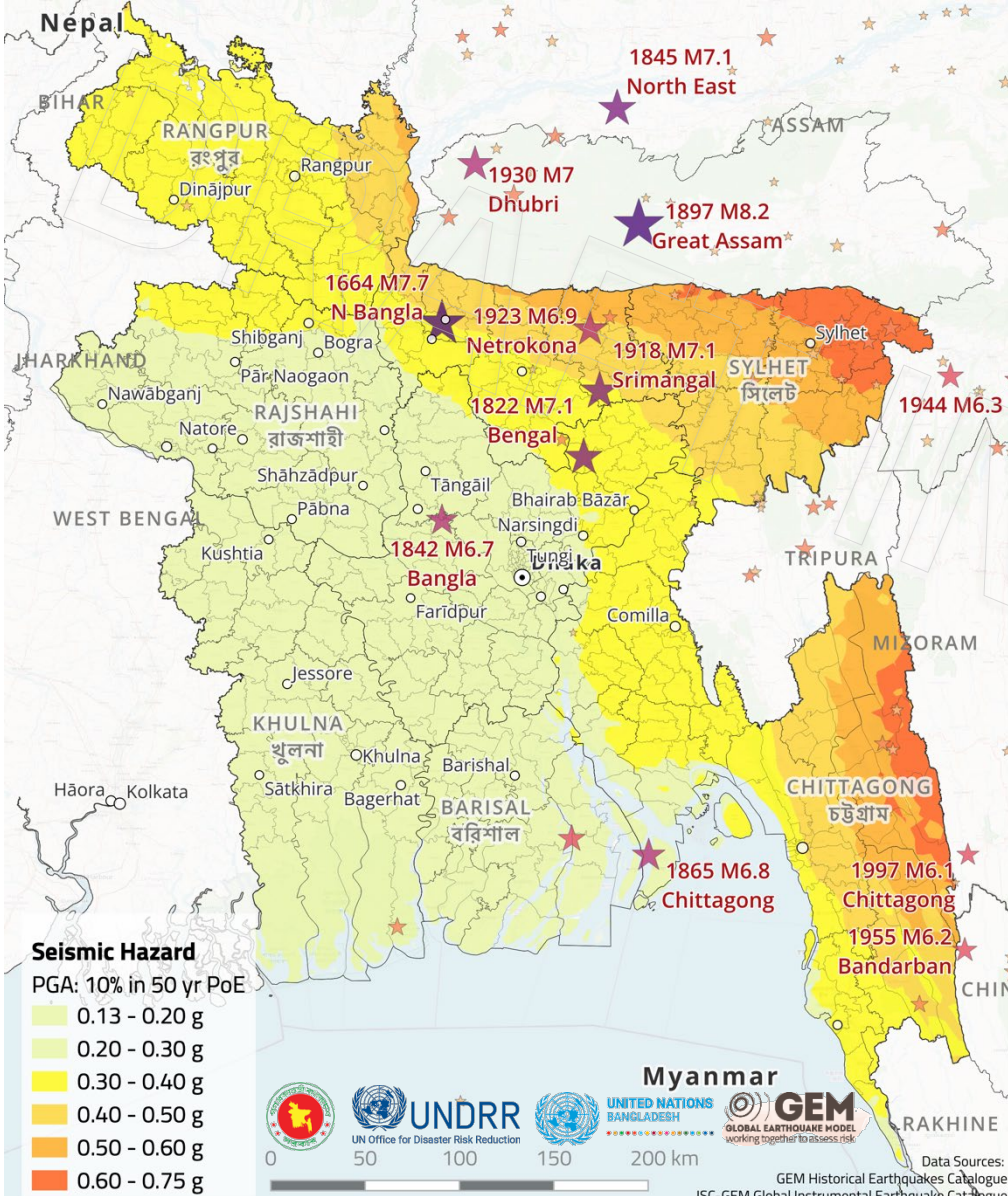 Nepal
BIHAR
RANGPUR
রংপুর
Rangpur
Dinājpur
1845 M7.1
North East
ASSAM
1930 M7
Dhubri
1897 M8.2
Great Assam
1664 M7.7
N Bangla
1923 M6.9
Netrokona
1918 M7.1
Srimangal
Sylhet
SYLHET
সিলেট
Shibganj
Bogra
JHARKHAND
Pār Naogaon
Nawābganj
RAJSHAHI
রাজশাহী
1822 M7.1
Bengal
1944 M6.3
Natore
Shāhzādpur
Tāngāil
Pābna
Bhairab Bāzār
Narsingdi
WEST BENGAL
Kushtia
1842 M6.7
Bangla
Tungi
Dhaka
TRIPURA
Farīdpur
Comilla
MIZORAM
Jessore
KHULNA
খুলনা
Khulna
Barishal
Sātkhira
Bagerhat
BARISAL
বরিশাল
Hāora
Kolkata
CHITTAGONG
চট্টগ্রাম
1865 M6.8
Chittagong
1997 M6.1
Chittagong
1955 M6.2
Bandarban
CHIN
Seismic Hazard
PGA: 10% in 50 yr PoE
0.13 - 0.20 g
0.20 - 0.30 g
0.30 - 0.40 g
0.40 - 0.50 g
0.50 - 0.60 g
0.60 - 0.75 g
Myanmar
RAKHINE
UNDRR
UN Office for Disaster Risk Reduction
UNITED NATIONS
BANGLADESH
GEM
GLOBAL EARTHQUAKE MODEL
working together to assess risk
0 50 100 150 200 km
Data Sources:
GEM Historical Earthquakes Catalogue
ISC-GEM Global Instrumental Earthquake Catalogue